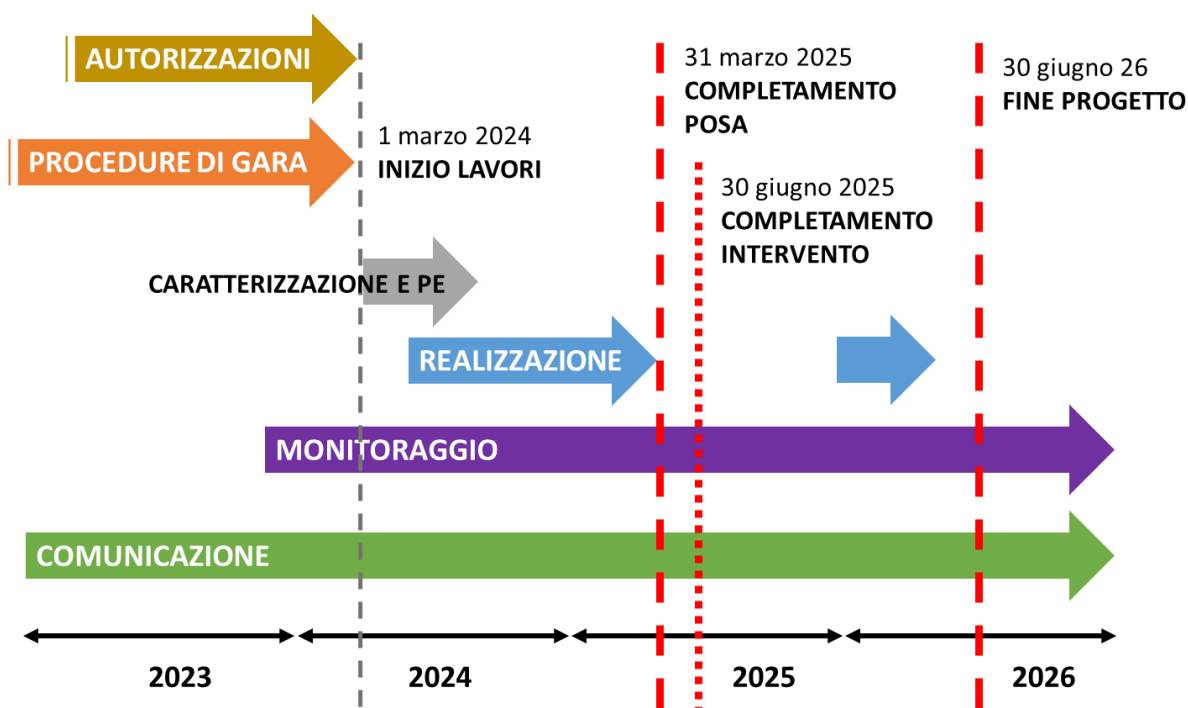 AUTORIZZAZIONI
31 marzo 2025
COMPLETAMENTO
POSA
30 giugno 26
FINE PROGETTO
PROCEDURE DI GARA
1 marzo 2024
INIZIO LAVORI
30 giugno 2025
COMPLETAMENTO
INTERVENTO
CARATTERIZZAZIONE E PE
REALIZZAZIONE
MONITORAGGIO
COMUNICAZIONE
2023
2024
2025
2026